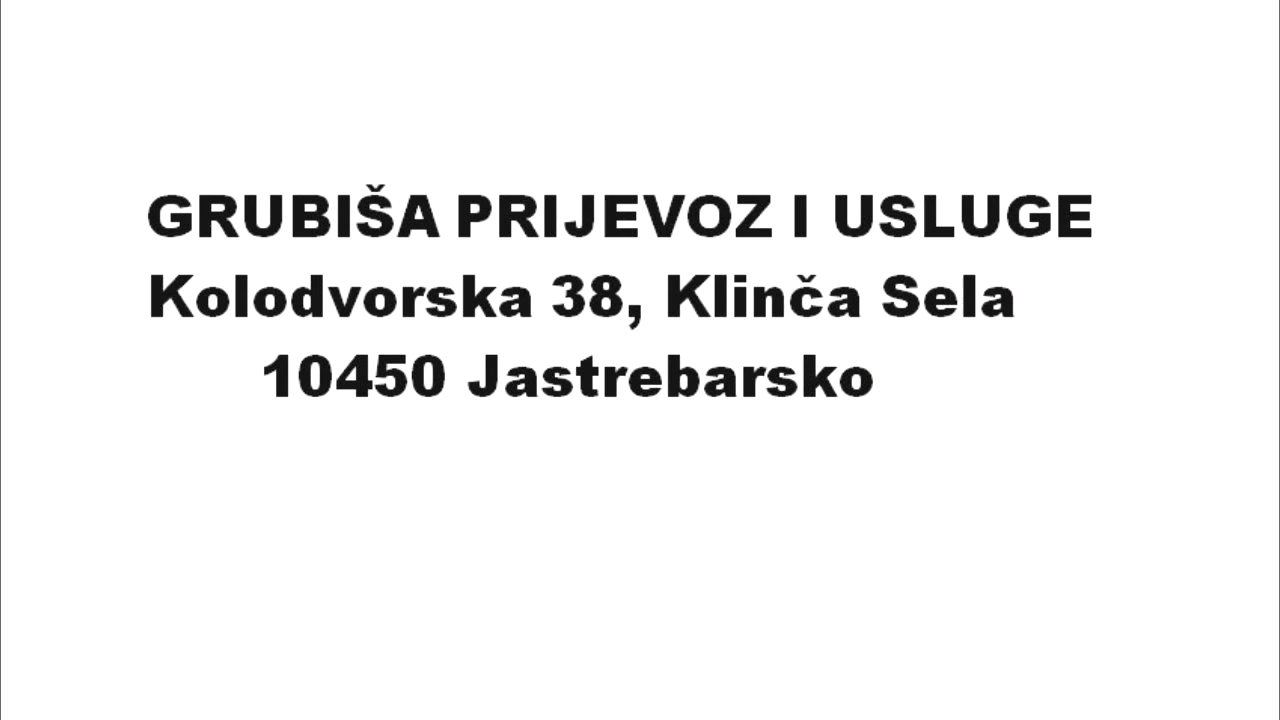 GRUBIŠA PRIJEVOZ I USLUGE
Kolodvorska 38, Klinča Sela
10450 Jastrebarsko